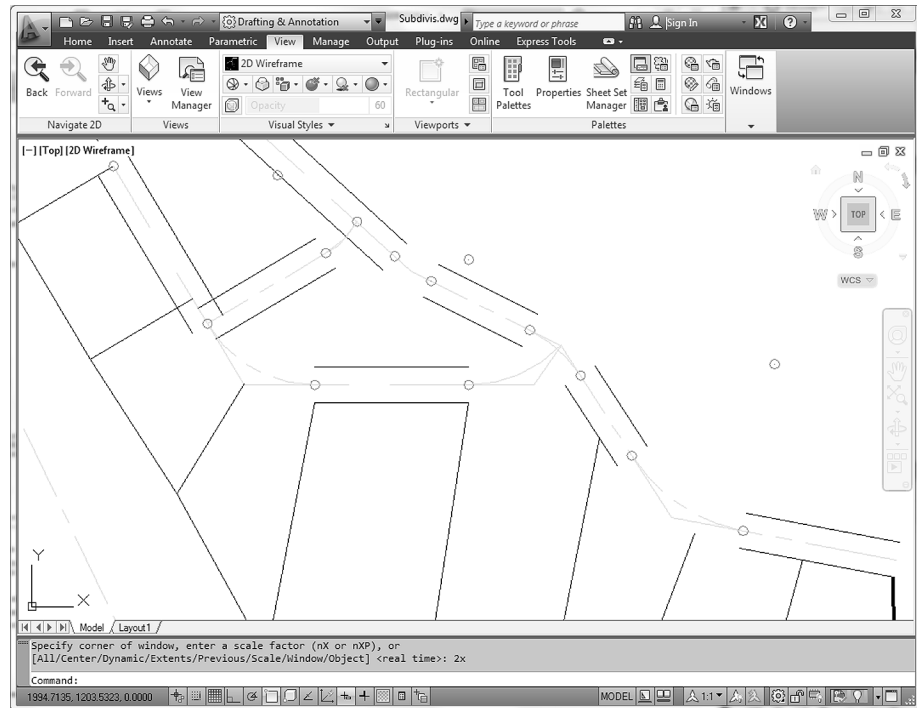 Drafting & Annotation
Subdivis.dwg
Type a keyword or phrase
Sign In
Home Insert Annotate Parametric View Manage Output Plug-ins Online Express Tools
2D Wireframe
Back Forward
Views
View Manager
Opacity 60
Rectangular
Tool Palettes
Properties
Sheet Set Manager
Windows
Navigate 2D
Views
Visual Styles
Viewports
Palettes
[−][Top][2D Wireframe]
N
W TOP E
S
WCS
Y
X
Model Layout1
Specify corner of window, enter a scale factor (nX or nXP), or
[All/Center/Dynamic/Extents/Previous/Scale/Window/Object] <real time>: 2x
Command:
1994.7135, 1203.5323, 0.0000
MODEL
1:1